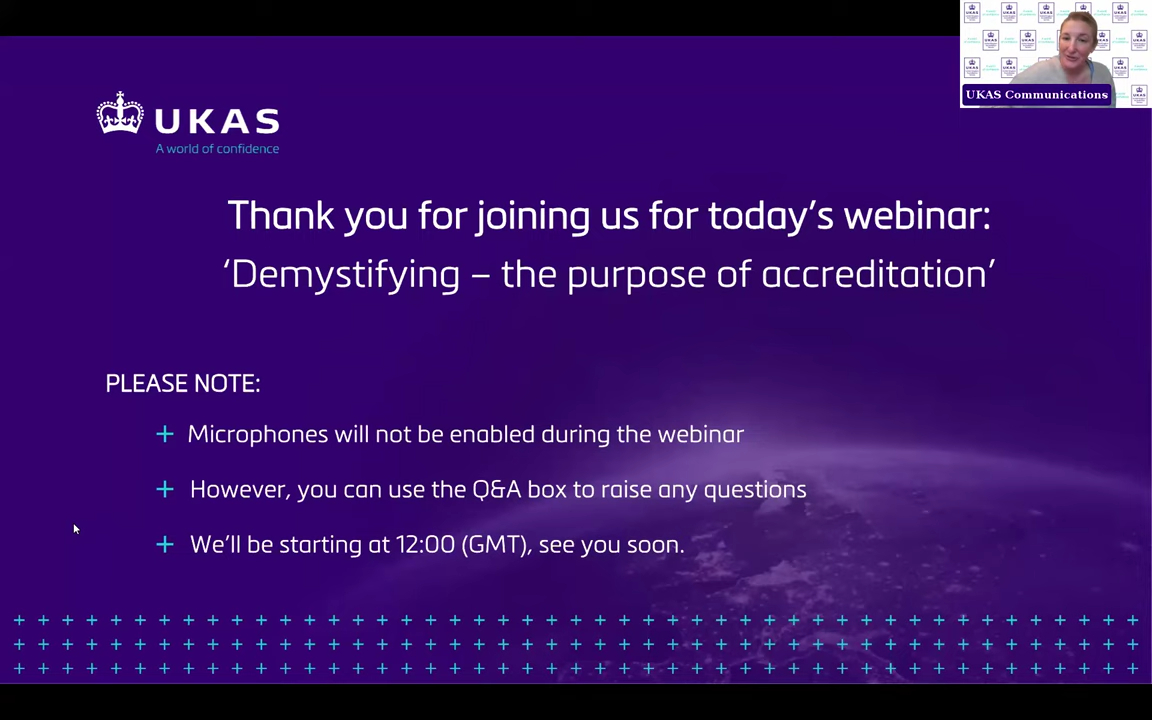 UKAS
A world of confidence
UKAS Communications
Thank you for joining us for today's webinar:
‘Demystifying – the purpose of accreditation’
PLEASE NOTE:
+ Microphones will not be enabled during the webinar
+ However, you can use the Q&A box to raise any questions
+ We'll be starting at 12:00 (GMT), see you soon.